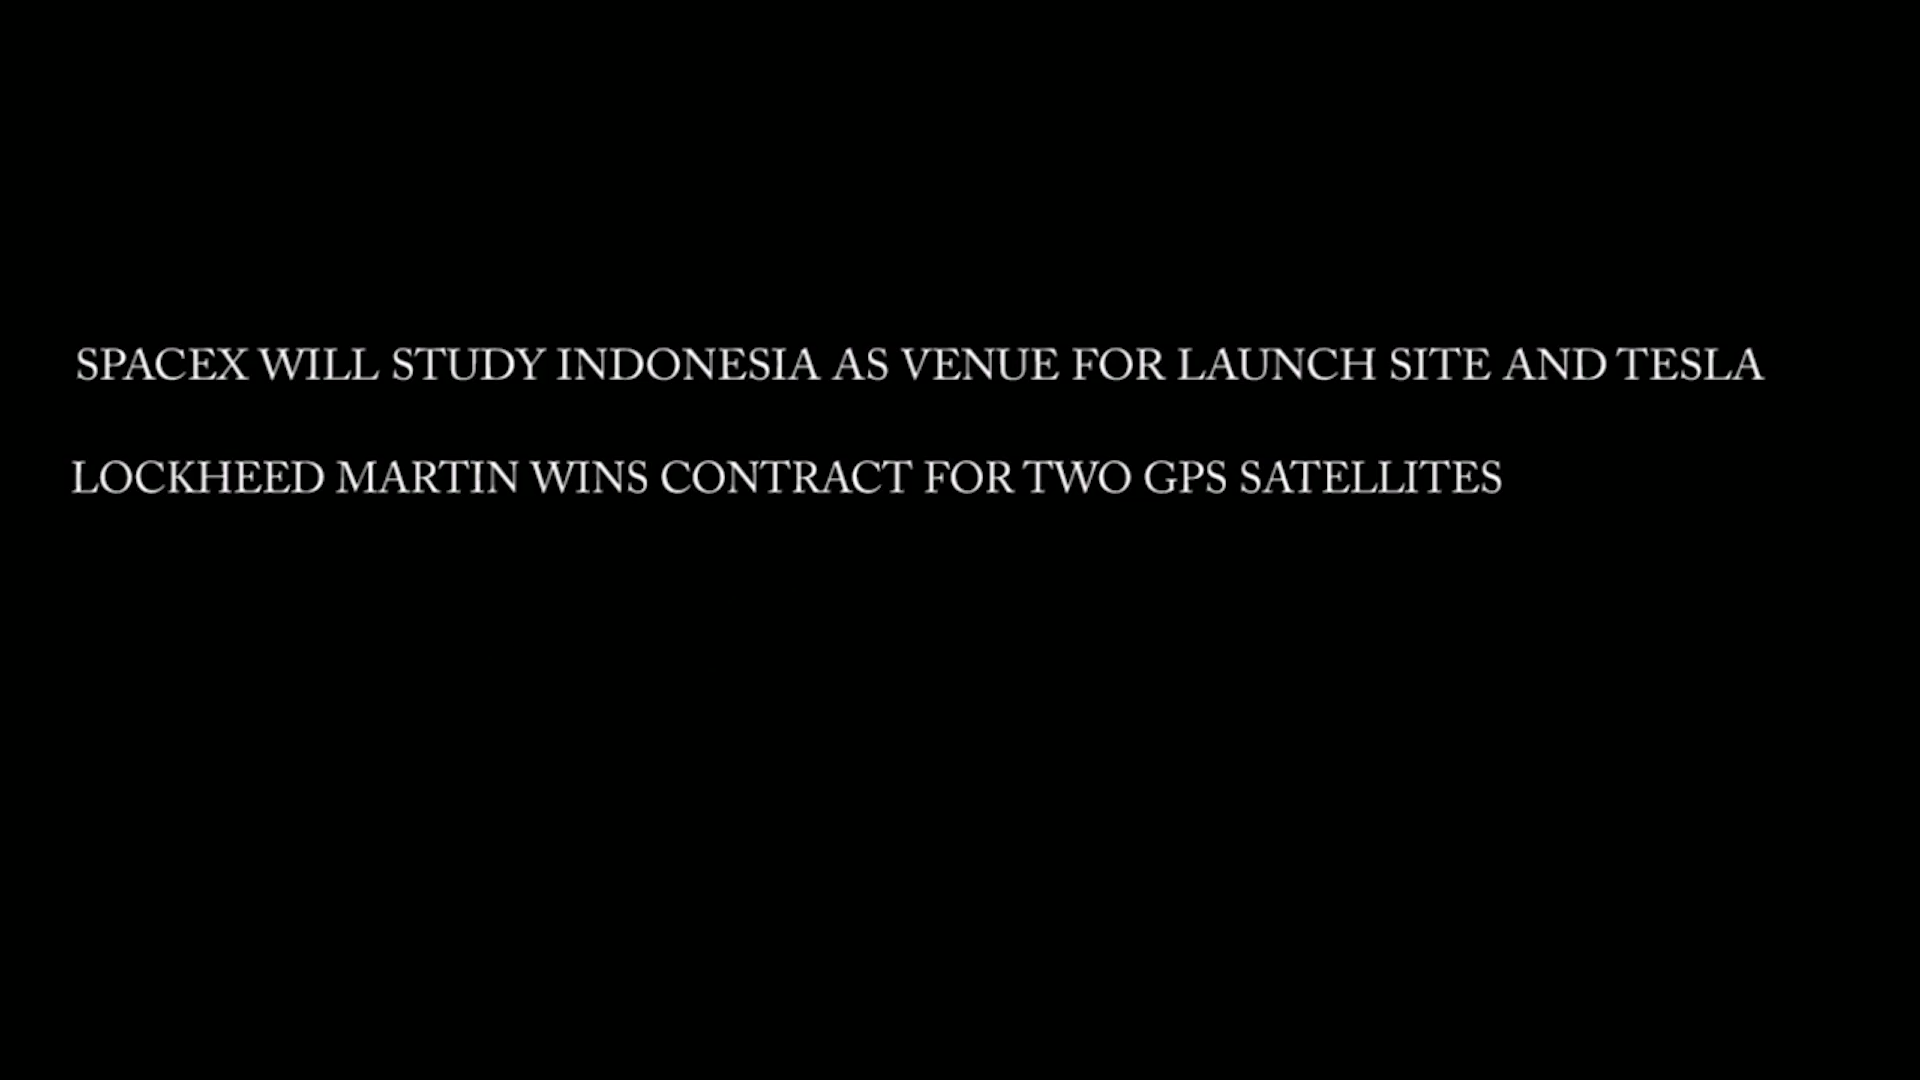 SPACEX WILL STUDY INDONESIA AS VENUE FOR LAUNCH SITE AND TESLA
LOCKHEED MARTIN WINS CONTRACT FOR TWO GPS SATELLITES